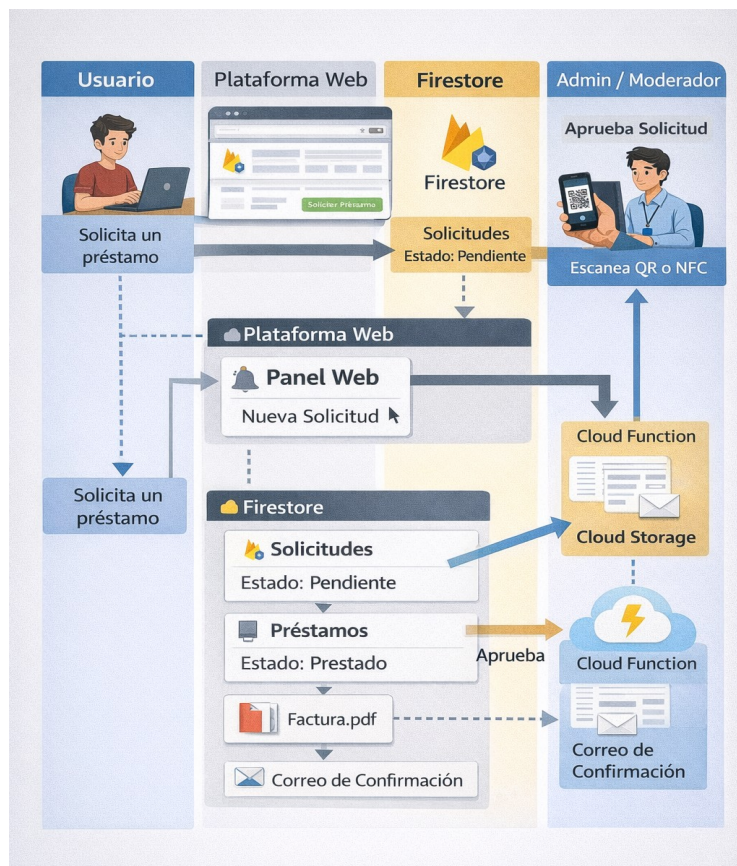 Usuario
Plataforma Web
Firestore
Admin / Moderador
Aprueba Solicitud
Soliciter Préstamo
Firestore
Solicita un
préstamo
Solicitudes
Estado: Pendiente
Escanea QR o NFC
Plataforma Web
Panel Web
Nueva Solicitud
Cloud Function
Cloud Storage
Solicita un
préstamo
Firestore
Solicitudes
Estado: Pendiente
Préstamos
Estado: Prestado
Aprueba
Cloud Function
Factura.pdf
Correo de
Confirmación
Correo de Confirmación